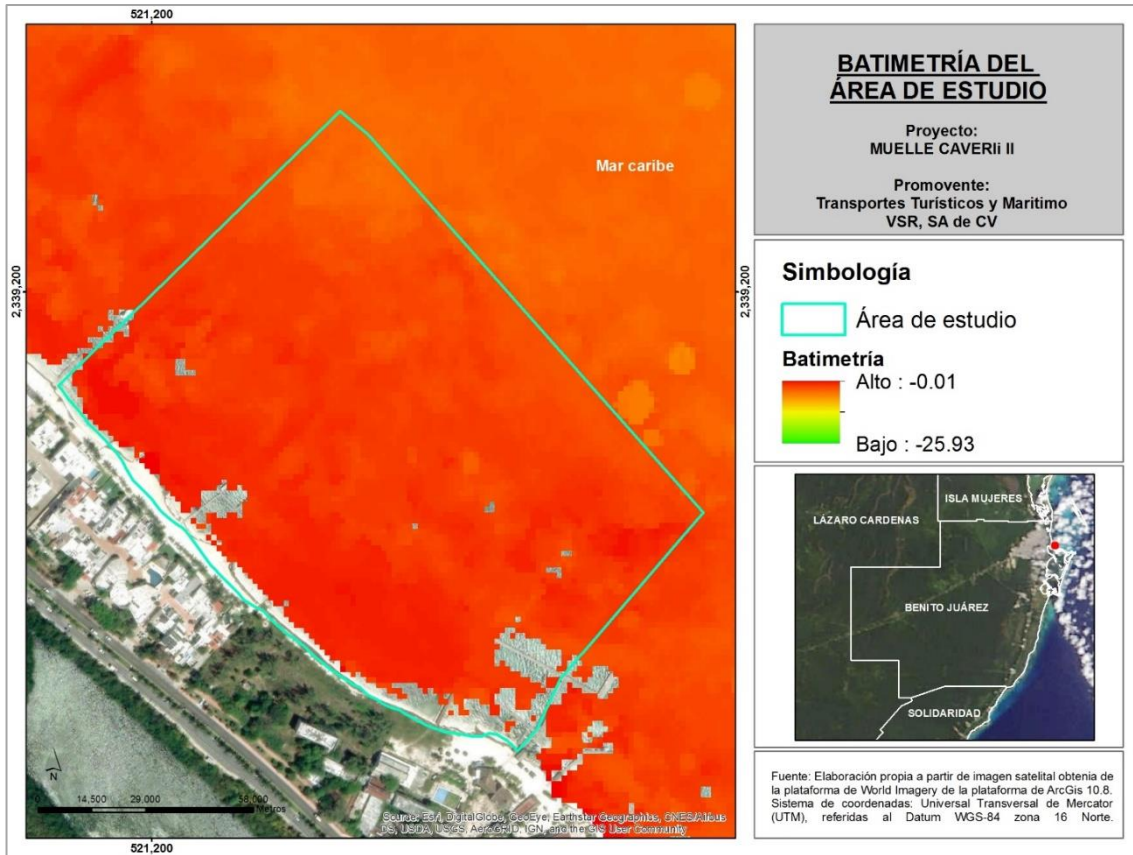 521,200
2,339,200
Mar caribe
2,339,200
N
0 14,500 29,000 58,000
Metros
Source: Esri, DigitalGlobe, GeoEye, Earthstar Geographics, CNES/Airbus
DS, USDA, USGS, AeroGRID, IGN, and the GIS User Community
521,200
BATIMETRÍA DEL
ÁREA DE ESTUDIO
Proyecto:
MUELLE CAVERli II
Promovente:
Transportes Turísticos y Maritimo
VSR, SA de CV
Simbología
Área de estudio
Batimetría
Alto : -0.01
Bajo : -25.93
ISLA MUJERES
LÁZARO CARDENAS
BENITO JUÁREZ
SOLIDARIDAD
Fuente: Elaboración propia a partir de imagen satelital obtenia de
la plataforma de World Imagery de la plataforma de ArcGis 10.8.
Sistema de coordenadas: Universal Transversal de Mercator
(UTM), referidas al Datum WGS-84 zona 16 Norte.